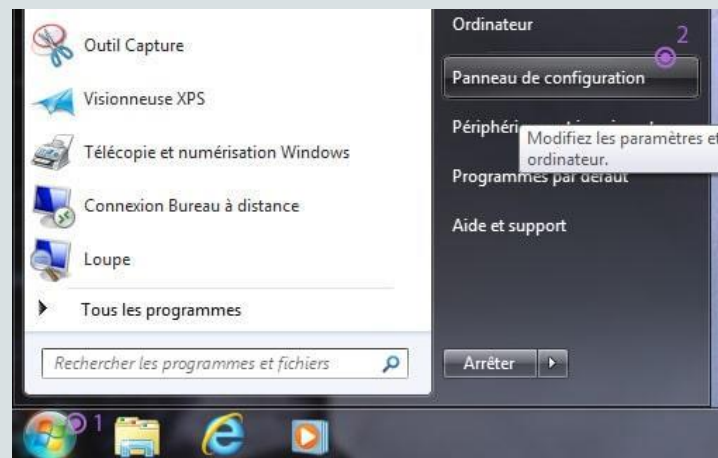 Outil Capture
Visionneuse XPS
Télécopie et numérisation Windows
Connexion Bureau à distance
Loupe
Tous les programmes
Rechercher les programmes et fichiers
Ordinateur
2
Panneau de configuration
Modifiez les paramètres et
ordinateur.
Programmes par défaut
Aide et support
Arrêter
1